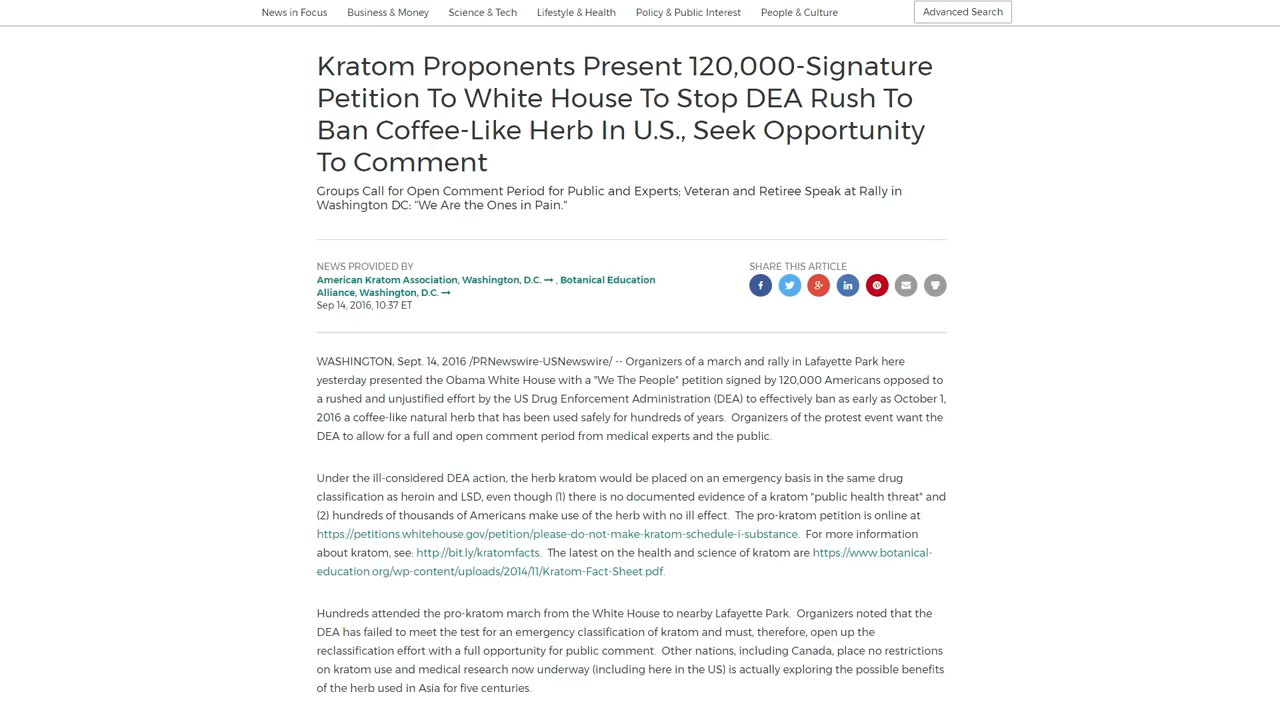 News in Focus Business & Money Science & Tech Lifestyle & Health Policy & Public Interest People & Culture Advanced Search
Kratom Proponents Present 120,000-Signature
Petition To White House To Stop DEA Rush To
Ban Coffee-Like Herb In U.S., Seek Opportunity
To Comment
Groups Call for Open Comment Period for Public and Experts; Veteran and Retiree Speak at Rally in
Washington DC: "We Are the Ones in Pain."
NEWS PROVIDED BY
American Kratom Association, Washington, D.C. → , Botanical Education
Alliance, Washington, D.C. →
Sep 14, 2016, 10:37 ET
SHARE THIS ARTICLE
WASHINGTON, Sept. 14, 2016 /PRNewswire-USNewswire/ -- Organizers of a march and rally in Lafayette Park here
yesterday presented the Obama White House with a "We The People" petition signed by 120,000 Americans opposed to
a rushed and unjustified effort by the US Drug Enforcement Administration (DEA) to effectively ban as early as October 1,
2016 a coffee-like natural herb that has been used safely for hundreds of years. Organizers of the protest event want the
DEA to allow for a full and open comment period from medical experts and the public.
Under the ill-considered DEA action, the herb kratom would be placed on an emergency basis in the same drug
classification as heroin and LSD, even though (1) there is no documented evidence of a kratom "public health threat" and
(2) hundreds of thousands of Americans make use of the herb with no ill effect. The pro-kratom petition is online at
https://petitions.whitehouse.gov/petition/please-do-not-make-kratom-schedule-i-substance. For more information
about kratom, see: http://bit.ly/kratomfacts. The latest on the health and science of kratom are https://www.botanical-
education.org/wp-content/uploads/2014/11/Kratom-Fact-Sheet.pdf.
Hundreds attended the pro-kratom march from the White House to nearby Lafayette Park. Organizers noted that the
DEA has failed to meet the test for an emergency classification of kratom and must, therefore, open up the
reclassification effort with a full opportunity for public comment. Other nations, including Canada, place no restrictions
on kratom use and medical research now underway (including here in the US) is actually exploring the possible benefits
of the herb used in Asia for five centuries.